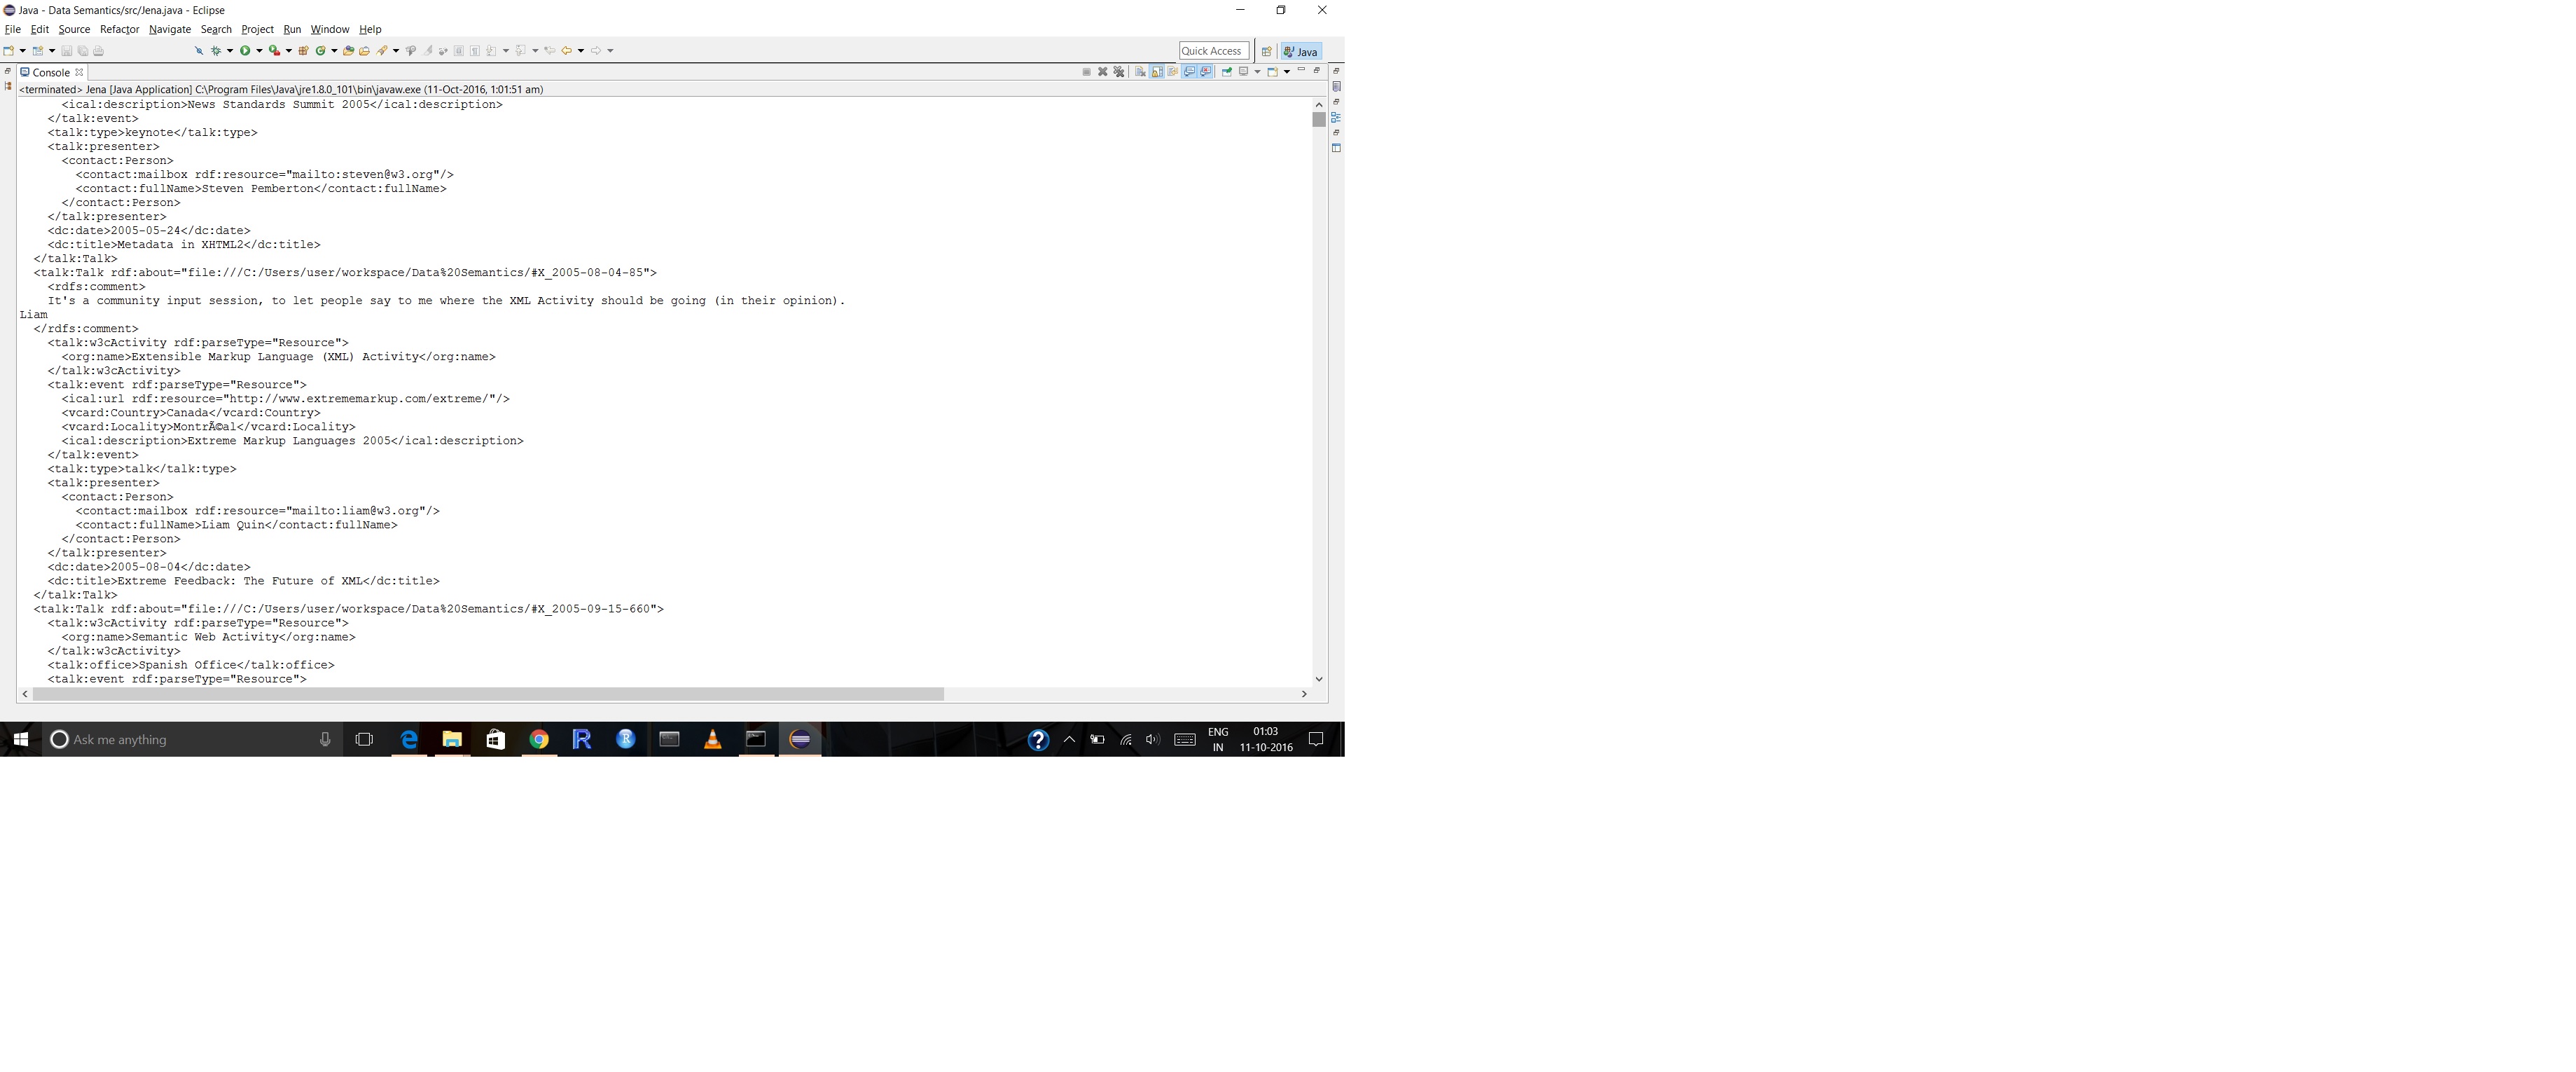 Java - Data Semantics/src/Jena.java - Eclipse
File Edit Source Refactor Navigate Search Project Run Window Help
Quick Access Java
Console
<terminated> Jena [Java Application] C:\Program Files\Java\jre1.8.0_101\bin\javaw.exe (11-Oct-2016, 1:01:51 am)
      <ical:description>News Standards Summit 2005</ical:description>
    </talk:event>
    <talk:type>keynote</talk:type>
    <talk:presenter>
      <contact:Person>
        <contact:mailbox rdf:resource="mailto:steven@w3.org"/>
        <contact:fullName>Steven Pemberton</contact:fullName>
      </contact:Person>
    </talk:presenter>
    <dc:date>2005-05-24</dc:date>
    <dc:title>Metadata in XHTML2</dc:title>
  </talk:Talk>
  <talk:Talk rdf:about="file:///C:/Users/user/workspace/Data%20Semantics/#X_2005-08-04-85">
    <rdfs:comment>
    It's a community input session, to let people say to me where the XML Activity should be going (in their opinion).
Liam
  </rdfs:comment>
    <talk:w3cActivity rdf:parseType="Resource">
      <org:name>Extensible Markup Language (XML) Activity</org:name>
    </talk:w3cActivity>
    <talk:event rdf:parseType="Resource">
      <ical:url rdf:resource="http://www.extrememarkup.com/extreme/"/>
      <vcard:Country>Canada</vcard:Country>
      <vcard:Locality>MontrÃ©al</vcard:Locality>
      <ical:description>Extreme Markup Languages 2005</ical:description>
    </talk:event>
    <talk:type>talk</talk:type>
    <talk:presenter>
      <contact:Person>
        <contact:mailbox rdf:resource="mailto:liam@w3.org"/>
        <contact:fullName>Liam Quin</contact:fullName>
      </contact:Person>
    </talk:presenter>
    <dc:date>2005-08-04</dc:date>
    <dc:title>Extreme Feedback: The Future of XML</dc:title>
  </talk:Talk>
  <talk:Talk rdf:about="file:///C:/Users/user/workspace/Data%20Semantics/#X_2005-09-15-660">
    <talk:w3cActivity rdf:parseType="Resource">
      <org:name>Semantic Web Activity</org:name>
    </talk:w3cActivity>
    <talk:office>Spanish Office</talk:office>
    <talk:event rdf:parseType="Resource">
Ask me anything
ENG 01:03
IN 11-10-2016